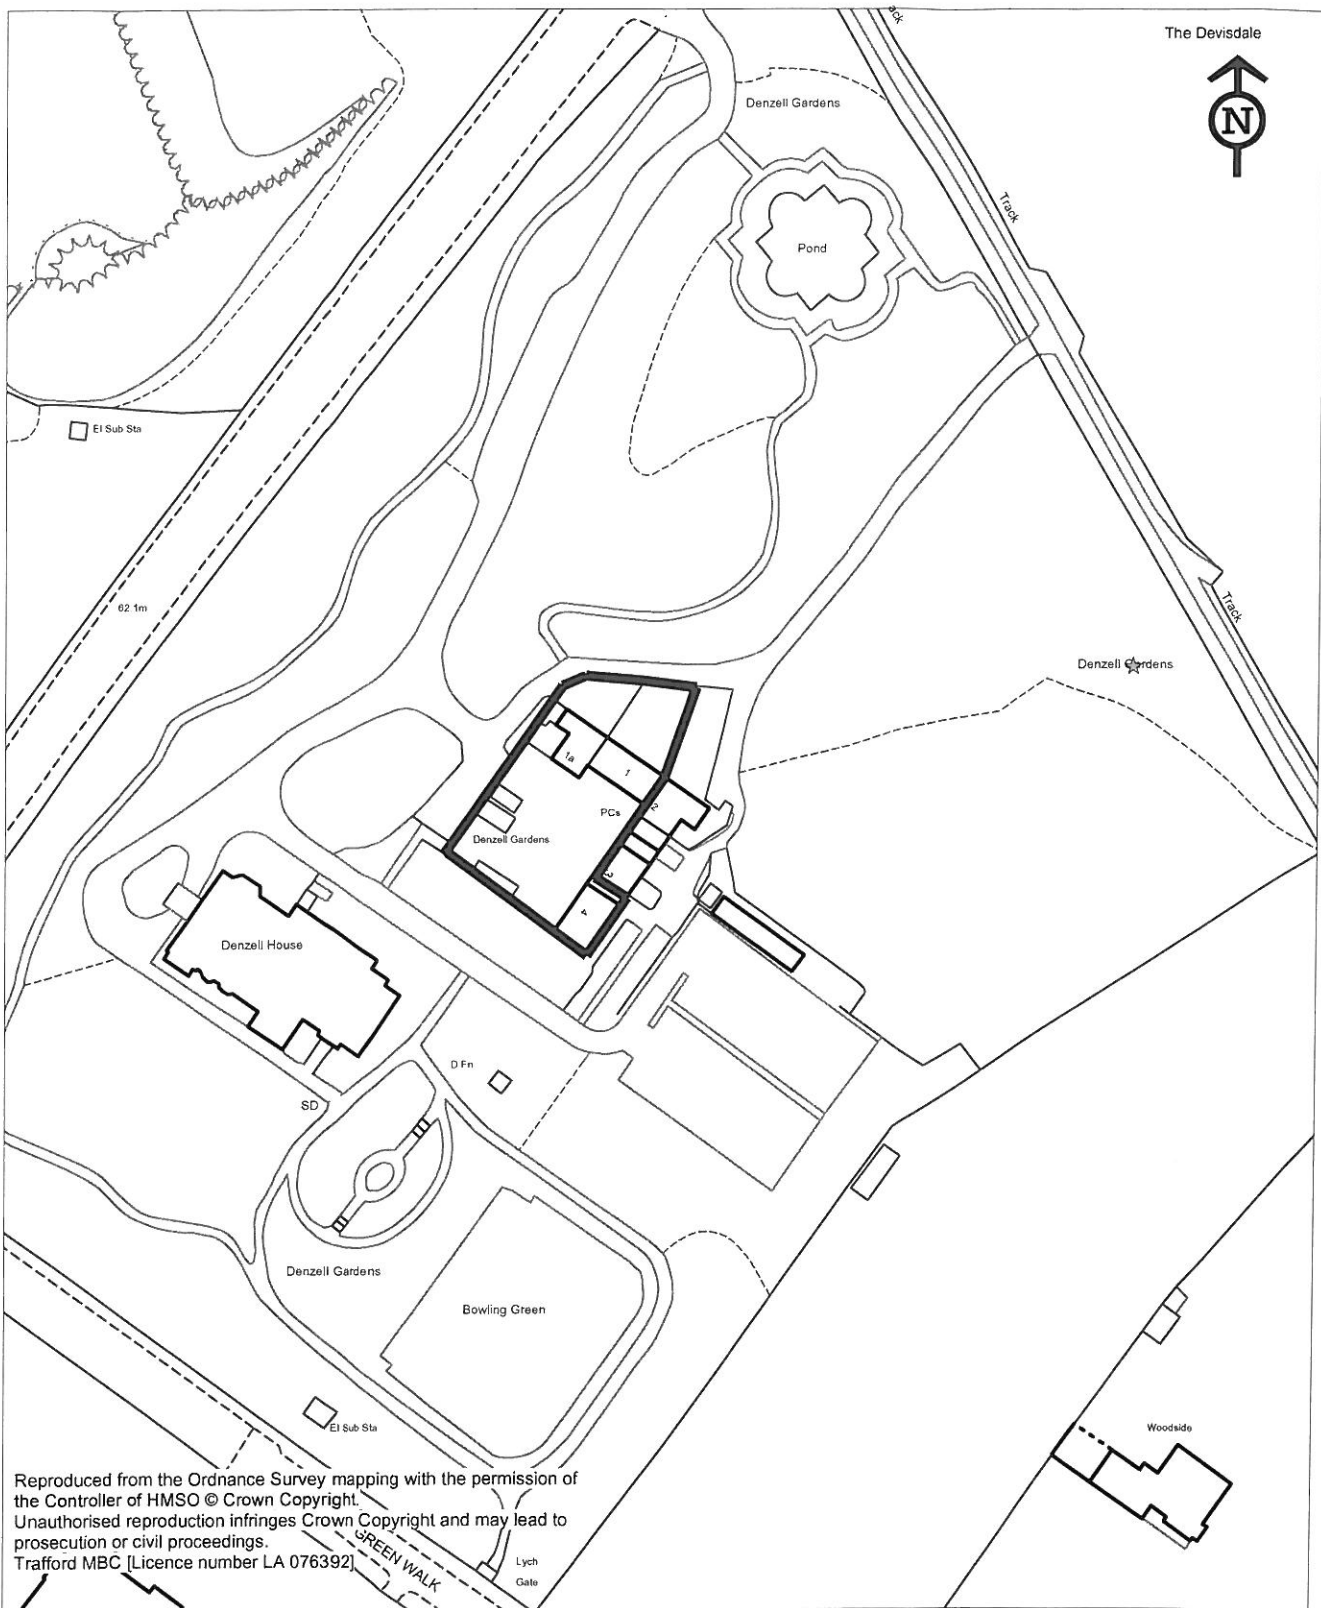 ack
The Devisdale
N
Denzell Gardens
Track
Pond
El Sub Sta
62.1m
Track
Denzell Gardens
1a
1
2
PCs
Denzell Gardens
3
4
Denzell House
D Fn
SD
Denzell Gardens
Bowling Green
El Sub Sta
Woodside
Reproduced from the Ordnance Survey mapping with the permission of
the Controller of HMSO © Crown Copyright.
Unauthorised reproduction infringes Crown Copyright and may lead to
prosecution or civil proceedings.
Trafford MBC [Licence number LA 076392]
GREEN WALK
Lych
Gate